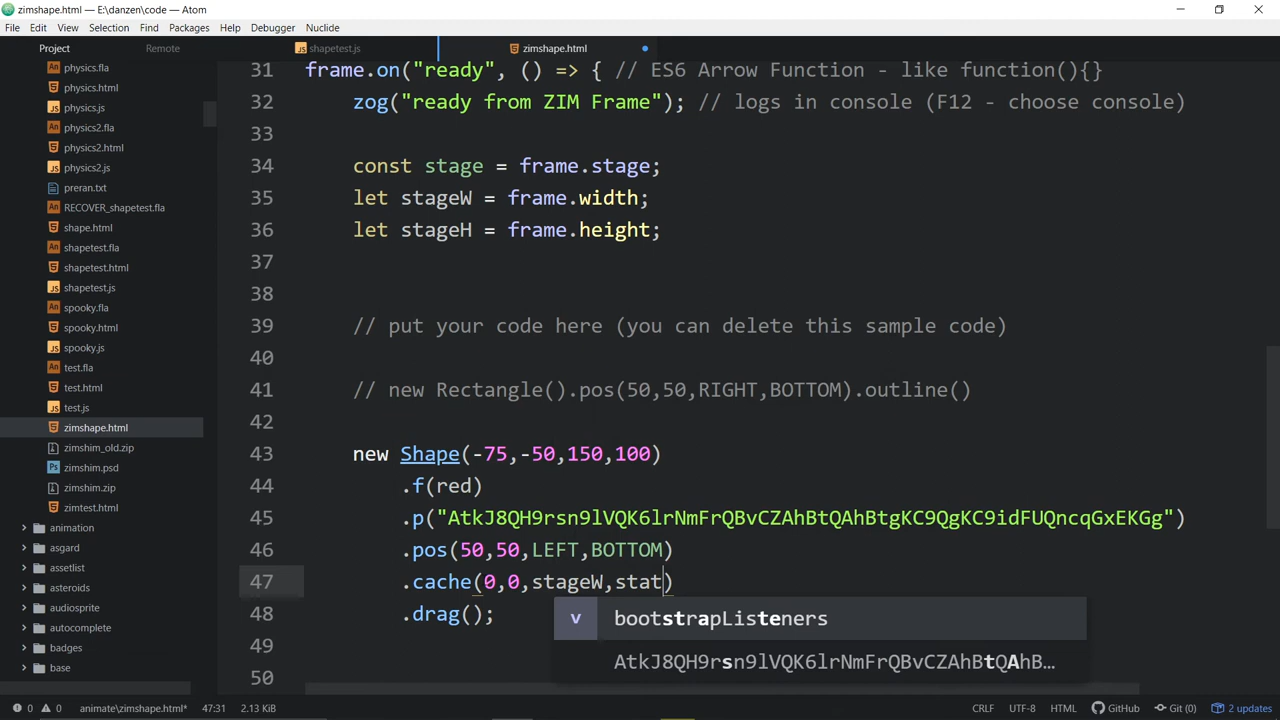 zimshape.html — E:\danzen\code — Atom
File Edit View Selection Find Packages Help Debugger Nuclide
Project Remote shapetest.js zimshape.html
physics.fla
physics.html
physics.js
physics2.fla
physics2.html
physics2.js
preran.txt
RECOVER_shapetest.fla
shape.html
shapetest.fla
shapetest.html
shapetest.js
spooky.fla
spooky.html
spooky.js
test.fla
test.html
test.js
zimshape.html
zimshim_old.zip
zimshim.psd
zimshim.zip
zimtest.html
animation
asgard
assetlist
asteroids
audiosprite
autocomplete
badges
base
31 frame.on("ready", () => { // ES6 Arrow Function - like function(){}
32 zog("ready from ZIM Frame"); // logs in console (F12 - choose console)
33
34 const stage = frame.stage;
35 let stageW = frame.width;
36 let stageH = frame.height;
37
38
39 // put your code here (you can delete this sample code)
40
41 // new Rectangle().pos(50,50,RIGHT,BOTTOM).outline()
42
43 new Shape(-75,-50,150,100)
44 .f(red)
45 .p("AtkJ8QH9rsn9lVQK6lrNmFrQBvCZAhBtQAhBtgKC9QgKC9idFUQncqGxEKGg")
46 .pos(50,50,LEFT,BOTTOM)
47 .cache(0,0,stageW,stat)
48 .drag();
49
50
v bootstrapListeners
AtkJ8QH9rsn9lVQK6lrNmFrQBvCZAhBtQAhB…
0 0 animate\zimshape.html* 47:31 2.13 KiB CRLF UTF-8 HTML GitHub Git (0) 2 updates